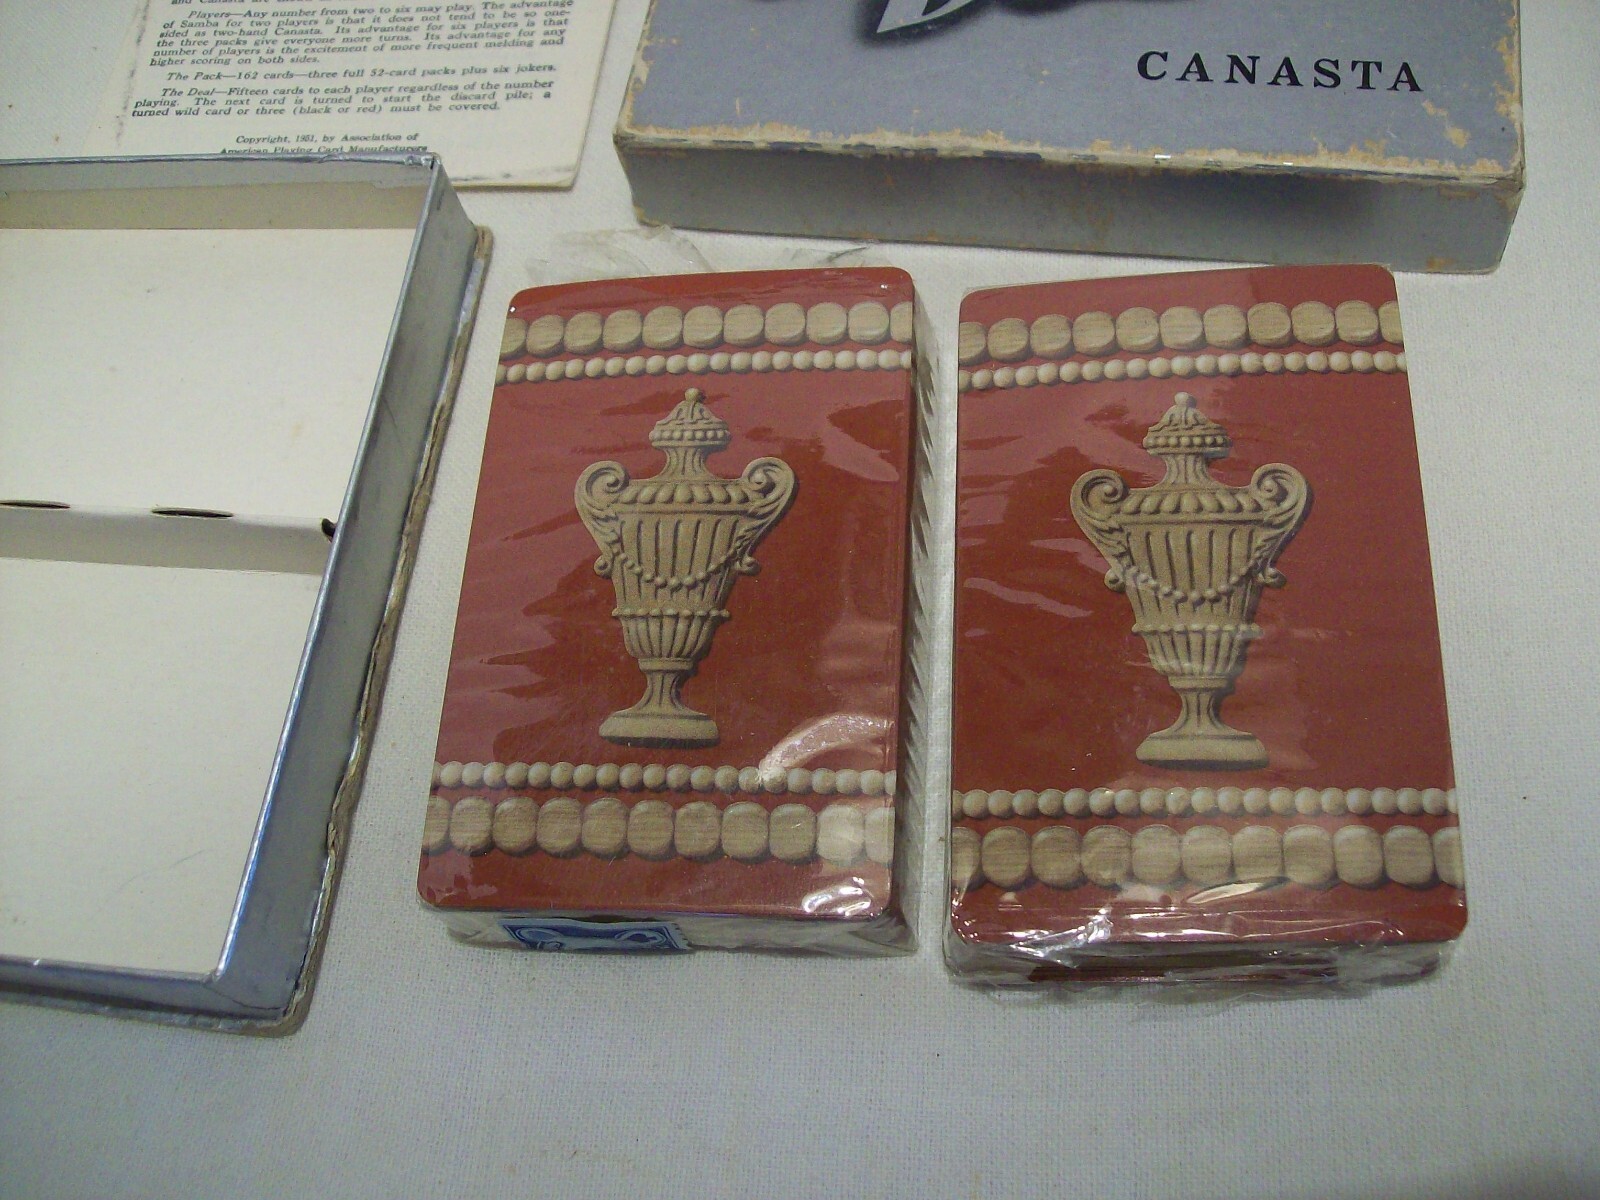 and Canasta are
Players—Any number from two to six may play. The advantage
of Samba for two players is that it does not tend to be so one-
sided as two-hand Canasta. Its advantage for six players is that
the three packs give everyone more turns. Its advantage for any
number of players is the excitement of more frequent melding and
higher scoring on both sides.
The Pack—162 cards—three full 52-card packs plus six jokers.
The Deal—Fifteen cards to each player regardless of the number
playing. The next card is turned to start the discard pile; a
turned wild card or three (black or red) must be covered.
Copyright, 1951, by Association of
American Playing Card Manufacturers
CANASTA